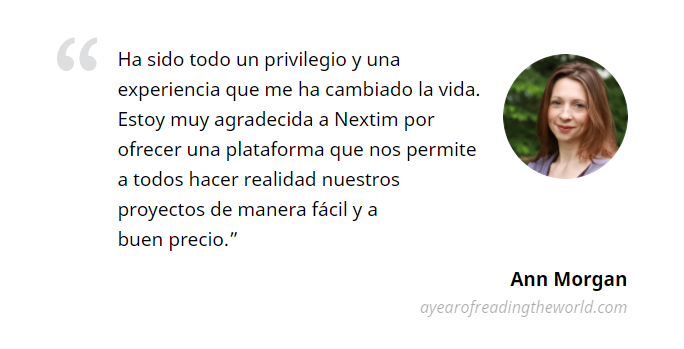 “
Ha sido todo un privilegio y una
experiencia que me ha cambiado la vida.
Estoy muy agradecida a Nextim por
ofrecer una plataforma que nos permite
a todos hacer realidad nuestros
proyectos de manera fácil y a
buen precio.”
Ann Morgan
ayearofreadingtheworld.com